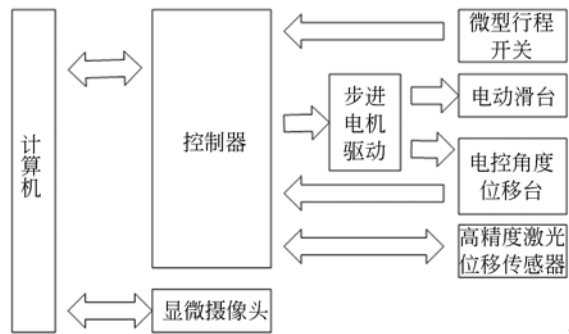 计算机
控制器
显微摄像头
步进
电机
驱动
微型行程
开关
电动滑台
电控角度
位移台
高精度激光
位移传感器